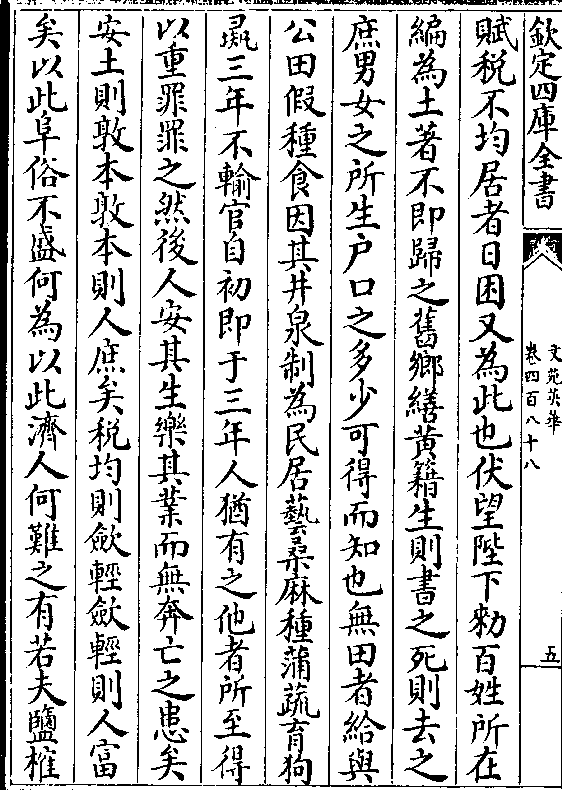 欽定四庫全書
文苑英華
卷四百八十八
五
賦税不均居者日困又為此也伏望陛下勑百姓所在
編為土著不即歸之舊鄉繕黄籍生則書之死則去之
庶男女之所生户口之多少可得而知也無田者給與
公田假種食因其井泉制為民居藝桑麻種蒲蔬育狗
彘三年不輸官自初即于三年人猶有之他者所至得
以重罪罪之然後人安其生樂其業而無奔亡之患矣
安土則敦本敦本則人庶矣税均則歛輕歛輕則人富
矣以此阜俗不盛何為以此濟人何難之有若夫鹽榷